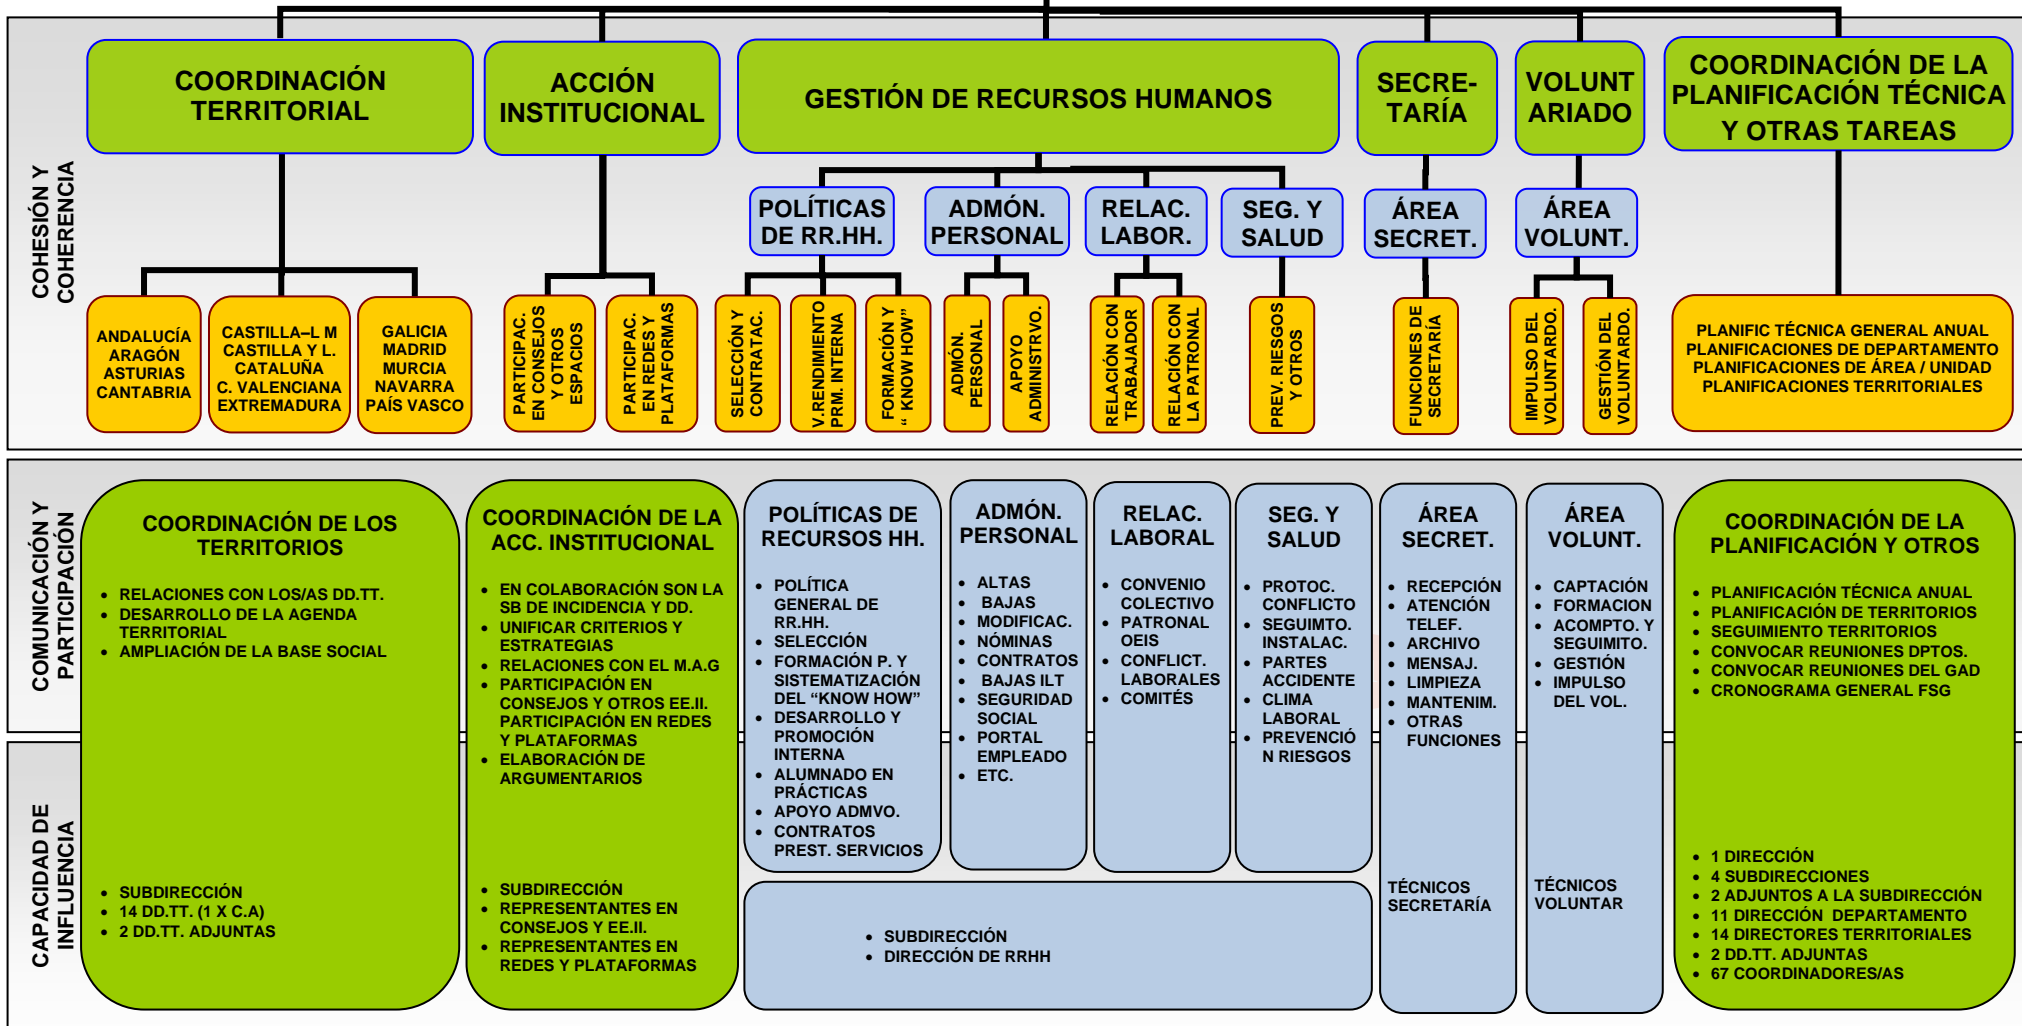 COHESIÓN Y
COHERENCIA
COORDINACIÓN
TERRITORIAL
ACCIÓN
INSTITUCIONAL
GESTIÓN DE RECURSOS HUMANOS
SECRE-
TARÍA
VOLUNT
ARIADO
COORDINACIÓN DE LA
PLANIFICACIÓN TÉCNICA
Y OTRAS TAREAS
POLÍTICAS
DE RR.HH.
ADMÓN.
PERSONAL
RELAC.
LABOR.
SEG. Y
SALUD
ÁREA
SECRET.
ÁREA
VOLUNT.
ANDALUCÍA
ARAGÓN
ASTURIAS
CANTABRIA
CASTILLA–L M
CASTILLA Y L.
CATALUÑA
C. VALENCIANA
EXTREMADURA
GALICIA
MADRID
MURCIA
NAVARRA
PAÍS VASCO
PARTICIPAC.
EN CONSEJOS
Y OTROS
ESPACIOS
PARTICIPAC.
EN REDES Y
PLATAFORMAS
SELECCIÓN Y
CONTRATAC.
V.RENDIMIENTO
PRM. INTERNA
FORMACIÓN Y
“ KNOW HOW”
ADMÓN.
PERSONAL
APOYO
ADMINISTRVO.
RELACIÓN CON
TRABAJADOR
RELACIÓN CON
LA PATRONAL
PREV. RIESGOS
Y OTROS
FUNCIONES DE
SECRETARÍA
IMPULSO DEL
VOLUNTARDO.
GESTIÓN DEL
VOLUNTARDO.
PLANIFIC TÉCNICA GENERAL ANUAL
PLANIFICACIONES DE DEPARTAMENTO
PLANIFICACIONES DE ÁREA / UNIDAD
PLANIFICACIONES TERRITORIALES
COMUNICACIÓN Y
PARTICIPACIÓN
CAPACIDAD DE
INFLUENCIA
COORDINACIÓN DE LOS
TERRITORIOS
• RELACIONES CON LOS/AS DD.TT.
• DESARROLLO DE LA AGENDA
TERRITORIAL
• AMPLIACIÓN DE LA BASE SOCIAL
• SUBDIRECCIÓN
• 14 DD.TT. (1 X C.A)
• 2 DD.TT. ADJUNTAS
COORDINACIÓN DE LA
ACC. INSTITUCIONAL
• EN COLABORACIÓN SON LA
SB DE INCIDENCIA Y DD.
• UNIFICAR CRITERIOS Y
ESTRATEGIAS
• RELACIONES CON EL M.A.G
• PARTICIPACIÓN EN
CONSEJOS Y OTROS EE.II.
PARTICIPACIÓN EN REDES
Y PLATAFORMAS
• ELABORACIÓN DE
ARGUMENTARIOS
• SUBDIRECCIÓN
• REPRESENTANTES EN
CONSEJOS Y EE.II.
• REPRESENTANTES EN
REDES Y PLATAFORMAS
POLÍTICAS DE
RECURSOS HH.
• POLÍTICA
GENERAL DE
RR.HH.
• SELECCIÓN
• FORMACIÓN P. Y
SISTEMATIZACIÓN
DEL “KNOW HOW”
• DESARROLLO Y
PROMOCIÓN
INTERNA
• ALUMNADO EN
PRÁCTICAS
• APOYO ADMVO.
• CONTRATOS
PREST. SERVICIOS
ADMÓN.
PERSONAL
• ALTAS
• BAJAS
• MODIFICAC.
• NÓMINAS
• CONTRATOS
• BAJAS ILT
• SEGURIDAD
SOCIAL
• PORTAL
EMPLEADO
• ETC.
RELAC.
LABORAL
• CONVENIO
COLECTIVO
• PATRONAL
OEIS
• CONFLICT.
LABORALES
• COMITÉS
SEG. Y
SALUD
• PROTOC.
CONFLICTO
• SEGUIMTO.
INSTALAC.
• PARTES
ACCIDENTE
• CLIMA
LABORAL
• PREVENCIÓ
N RIESGOS
• SUBDIRECCIÓN
• DIRECCIÓN DE RRHH
ÁREA
SECRET.
• RECEPCIÓN
• ATENCIÓN
TELEF.
• ARCHIVO
• MENSAJ.
• LIMPIEZA
• MANTENIM.
• OTRAS
FUNCIONES
TÉCNICOS
SECRETARÍA
ÁREA
VOLUNT.
• CAPTACIÓN
• FORMACION
• ACOMPTO. Y
SEGUIMITO.
• GESTIÓN
• IMPULSO
DEL VOL.
TÉCNICOS
VOLUNTAR
COORDINACIÓN DE LA
PLANIFICACIÓN Y OTROS
• PLANIFICACIÓN TÉCNICA ANUAL
• PLANIFICACIÓN DE TERRITORIOS
• SEGUIMIENTO TERRITORIOS
• CONVOCAR REUNIONES DPTOS.
• CONVOCAR REUNIONES DEL GAD
• CRONOGRAMA GENERAL FSG
• 1 DIRECCIÓN
• 4 SUBDIRECCIONES
• 2 ADJUNTOS A LA SUBDIRECCIÓN
• 11 DIRECCIÓN DEPARTAMENTO
• 14 DIRECTORES TERRITORIALES
• 2 DD.TT. ADJUNTAS
• 67 COORDINADORES/AS